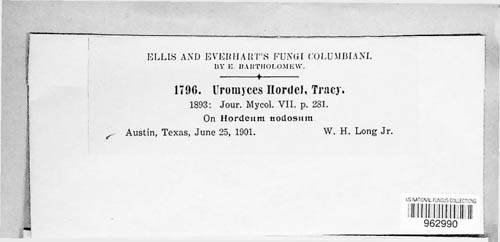 ELLIS AND EVERHART'S FUNGI COLUMBIANI.
BY E. BARTHOLOMEW.
1796. Uromyces Hordei, Tracy.
1893: Jour. Mycol. VII. p. 281.
On Hordeum nodosum
Austin, Texas, June 25, 1901. W. H. Long Jr.
US NATIONAL FUNGUS COLLECTIONS
962990